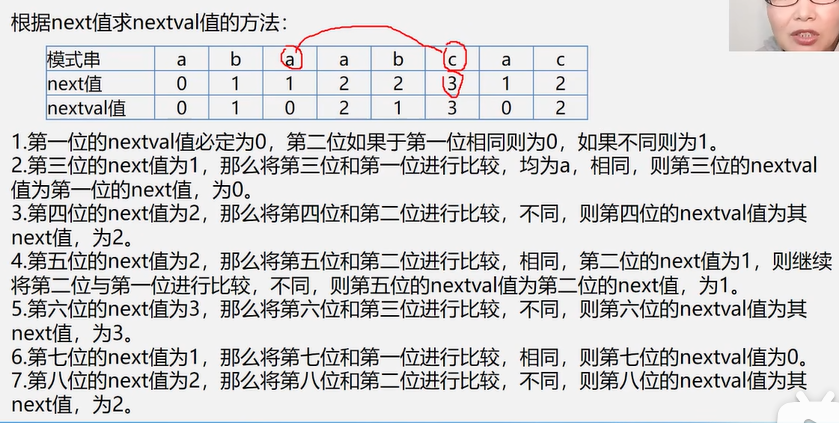 根据next值求nextval值的方法：
模式串 a b a a b c a c
next值 0 1 1 2 2 3 1 2
nextval值 0 1 0 2 1 3 0 2
1.第一位的nextval值必定为0，第二位如果于第一位相同则为0，如果不同则为1。
2.第三位的next值为1，那么将第三位和第一位进行比较，均为a，相同，则第三位的nextval
值为第一位的next值，为0。
3.第四位的next值为2，那么将第四位和第二位进行比较，不同，则第四位的nextval值为其
next值，为2。
4.第五位的next值为2，那么将第五位和第二位进行比较，相同，第二位的next值为1，则继续
将第二位与第一位进行比较，不同，则第五位的nextval值为第二位的next值，为1。
5.第六位的next值为3，那么将第六位和第三位进行比较，不同，则第六位的nextval值为其
next值，为3。
6.第七位的next值为1，那么将第七位和第一位进行比较，相同，则第七位的nextval值为0。
7.第八位的next值为2，那么将第八位和第二位进行比较，不同，则第八位的nextval值为其
next值，为2。